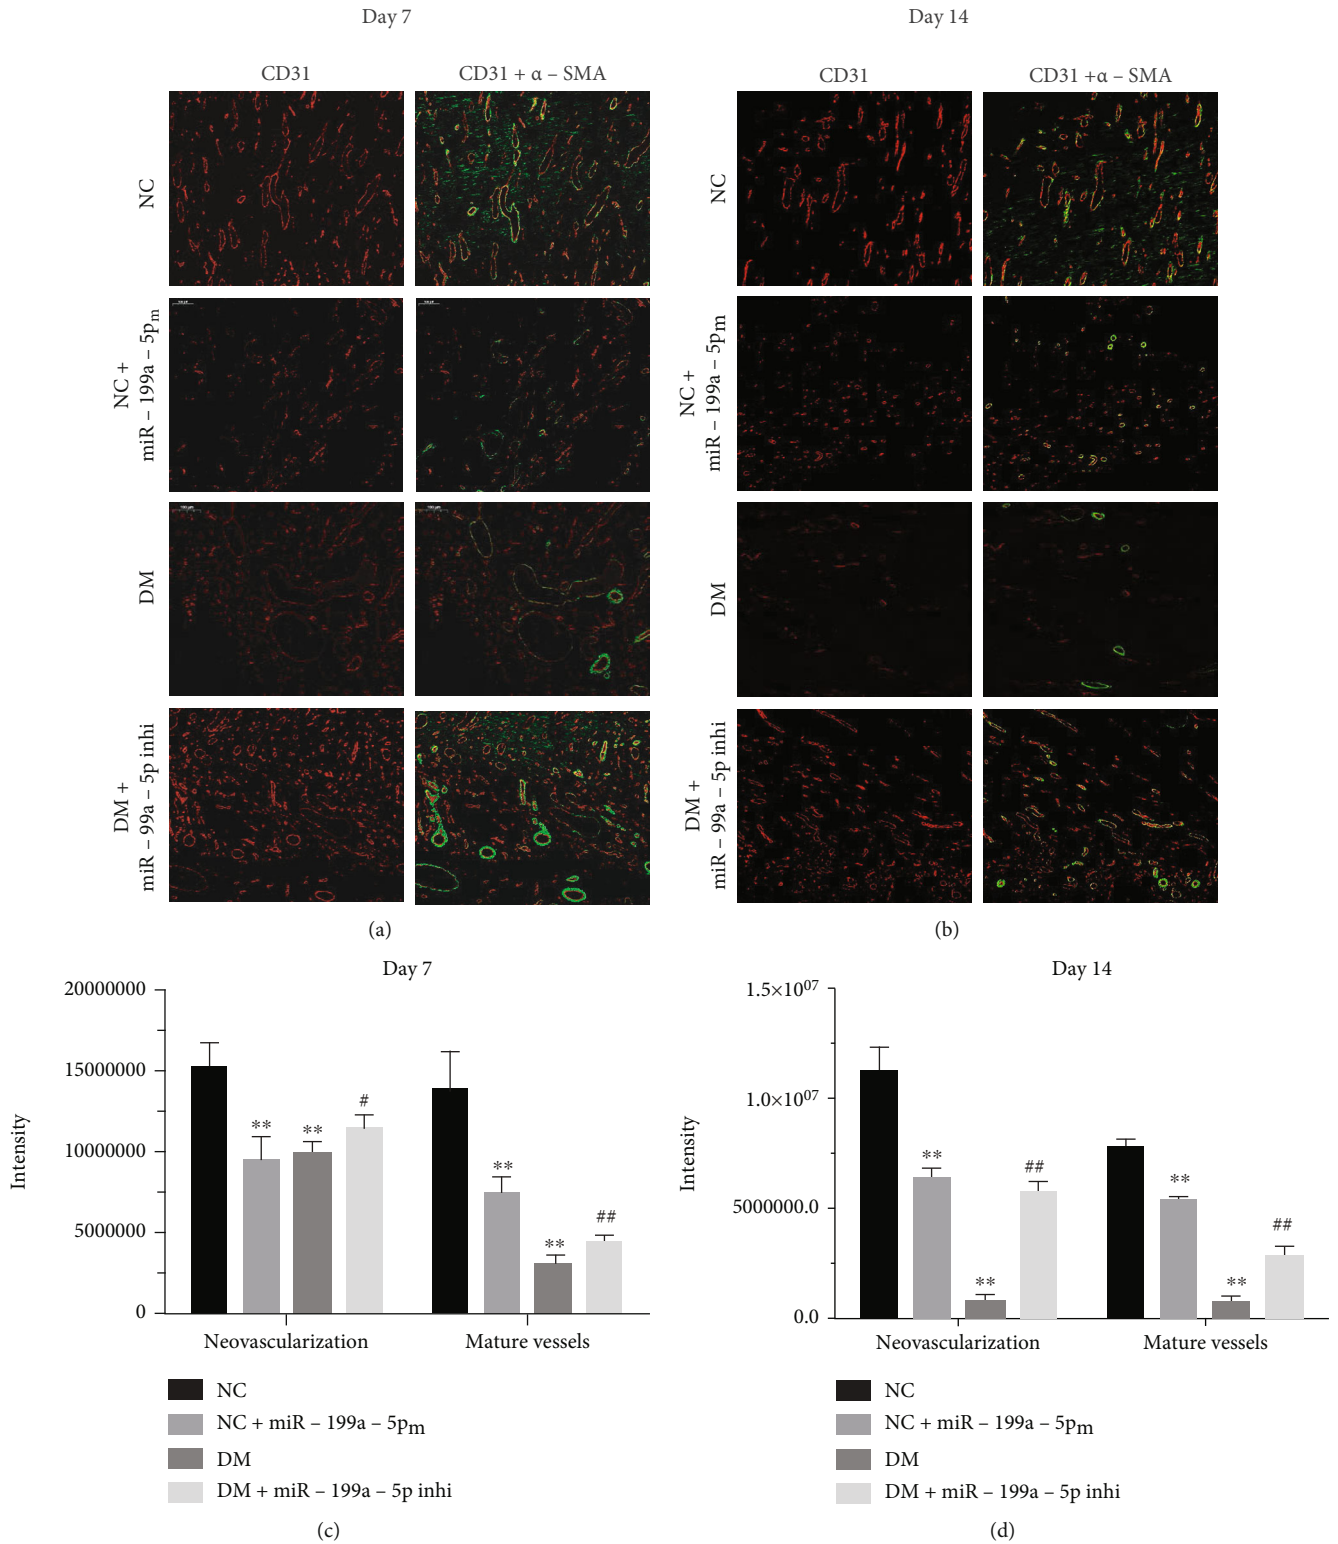 Day 7
Day 14
CD31
CD31 + α – SMA
CD31
CD31 +α – SMA
NC
NC +
miR – 199a – 5pm
DM
100 μm
DM +
miR – 99a – 5p inhi
NC
NC +
miR – 199a – 5pm
DM
DM +
miR – 99a – 5p inhi
(a)
(b)
Day 7
20000000
15000000
10000000
5000000
0
Intensity
** ** #
** ** ##
Neovascularization
Mature vessels
NC
NC + miR – 199a – 5pm
DM
DM + miR – 199a – 5p inhi
(c)
Day 14
1.5×10⁰⁷
1.0×10⁰⁷
5000000.0
0.0
Intensity
** ** ##
** ** ##
Neovascularization
Mature vessels
NC
NC + miR – 199a – 5pm
DM
DM + miR – 199a – 5p inhi
(d)